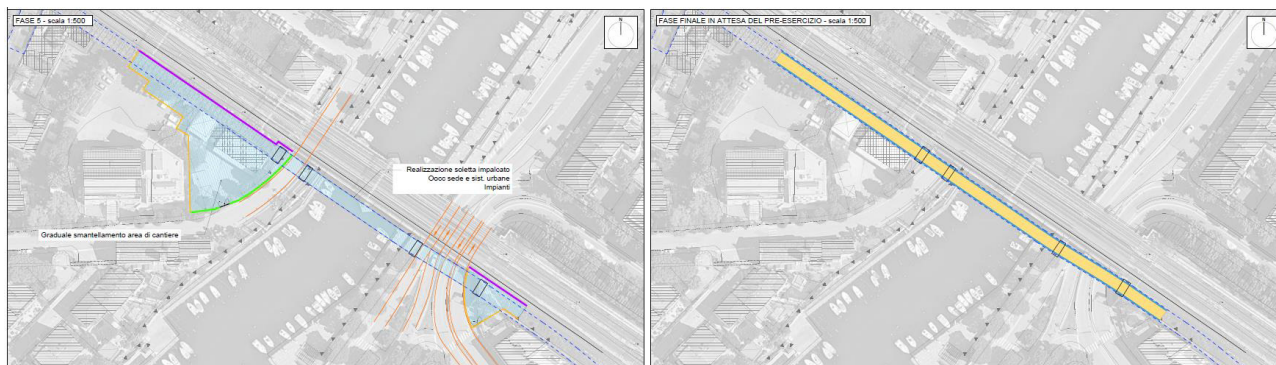 FASE 5 - scala 1:500
N
Realizzazione soletta impalcato
Oocc sede e sist. urbane
Impianti
Graduale smantellamento area di cantiere
FASE FINALE IN ATTESA DEL PRE-ESERCIZIO - scala 1:500
N